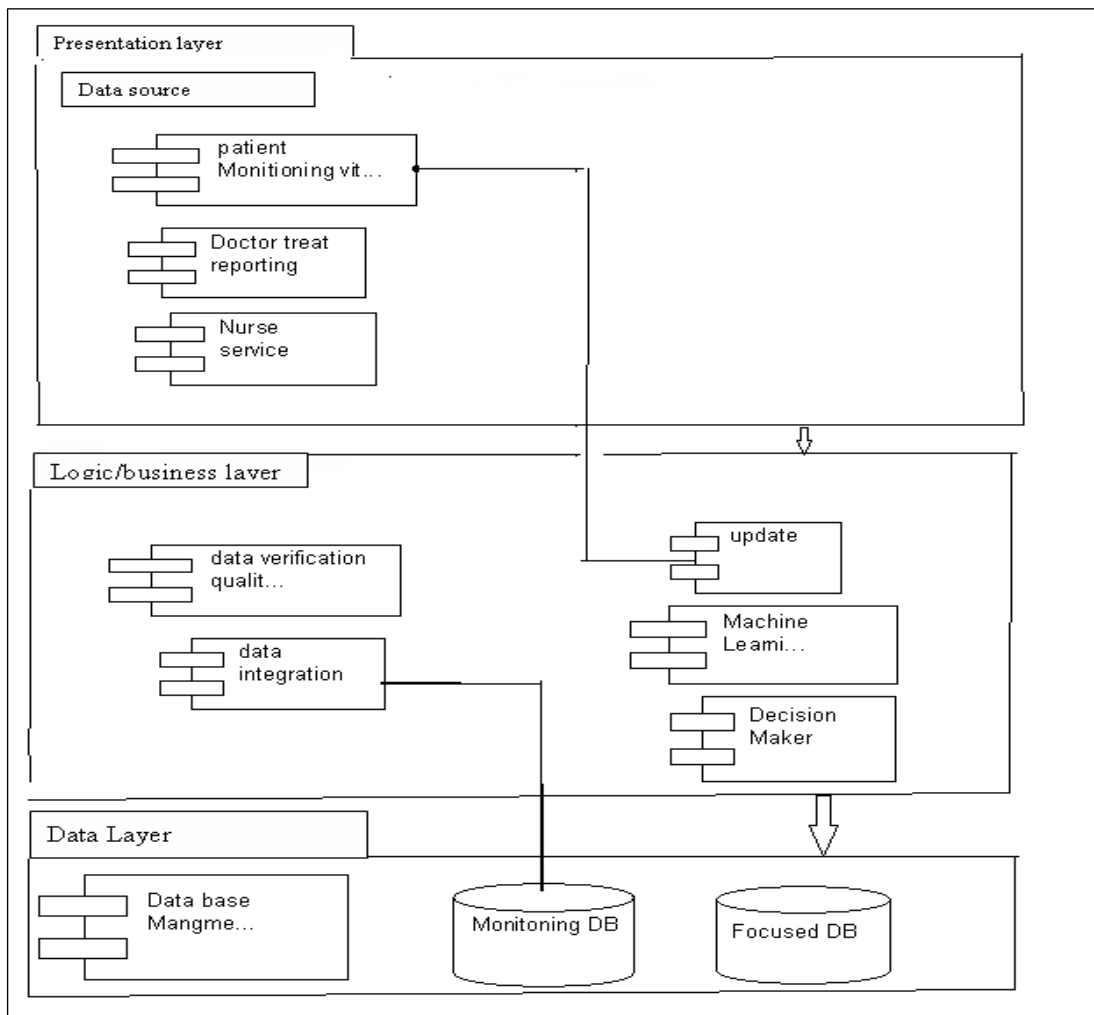 Presentation layer
Data source
patient
Monitioning vit...
Doctor treat
reporting
Nurse
service
Logic/business layer
data verification
qualit...
data
integration
update
Machine
Learni...
Decision
Maker
Data Layer
Data base
Mangme...
Monitoning DB
Focused DB